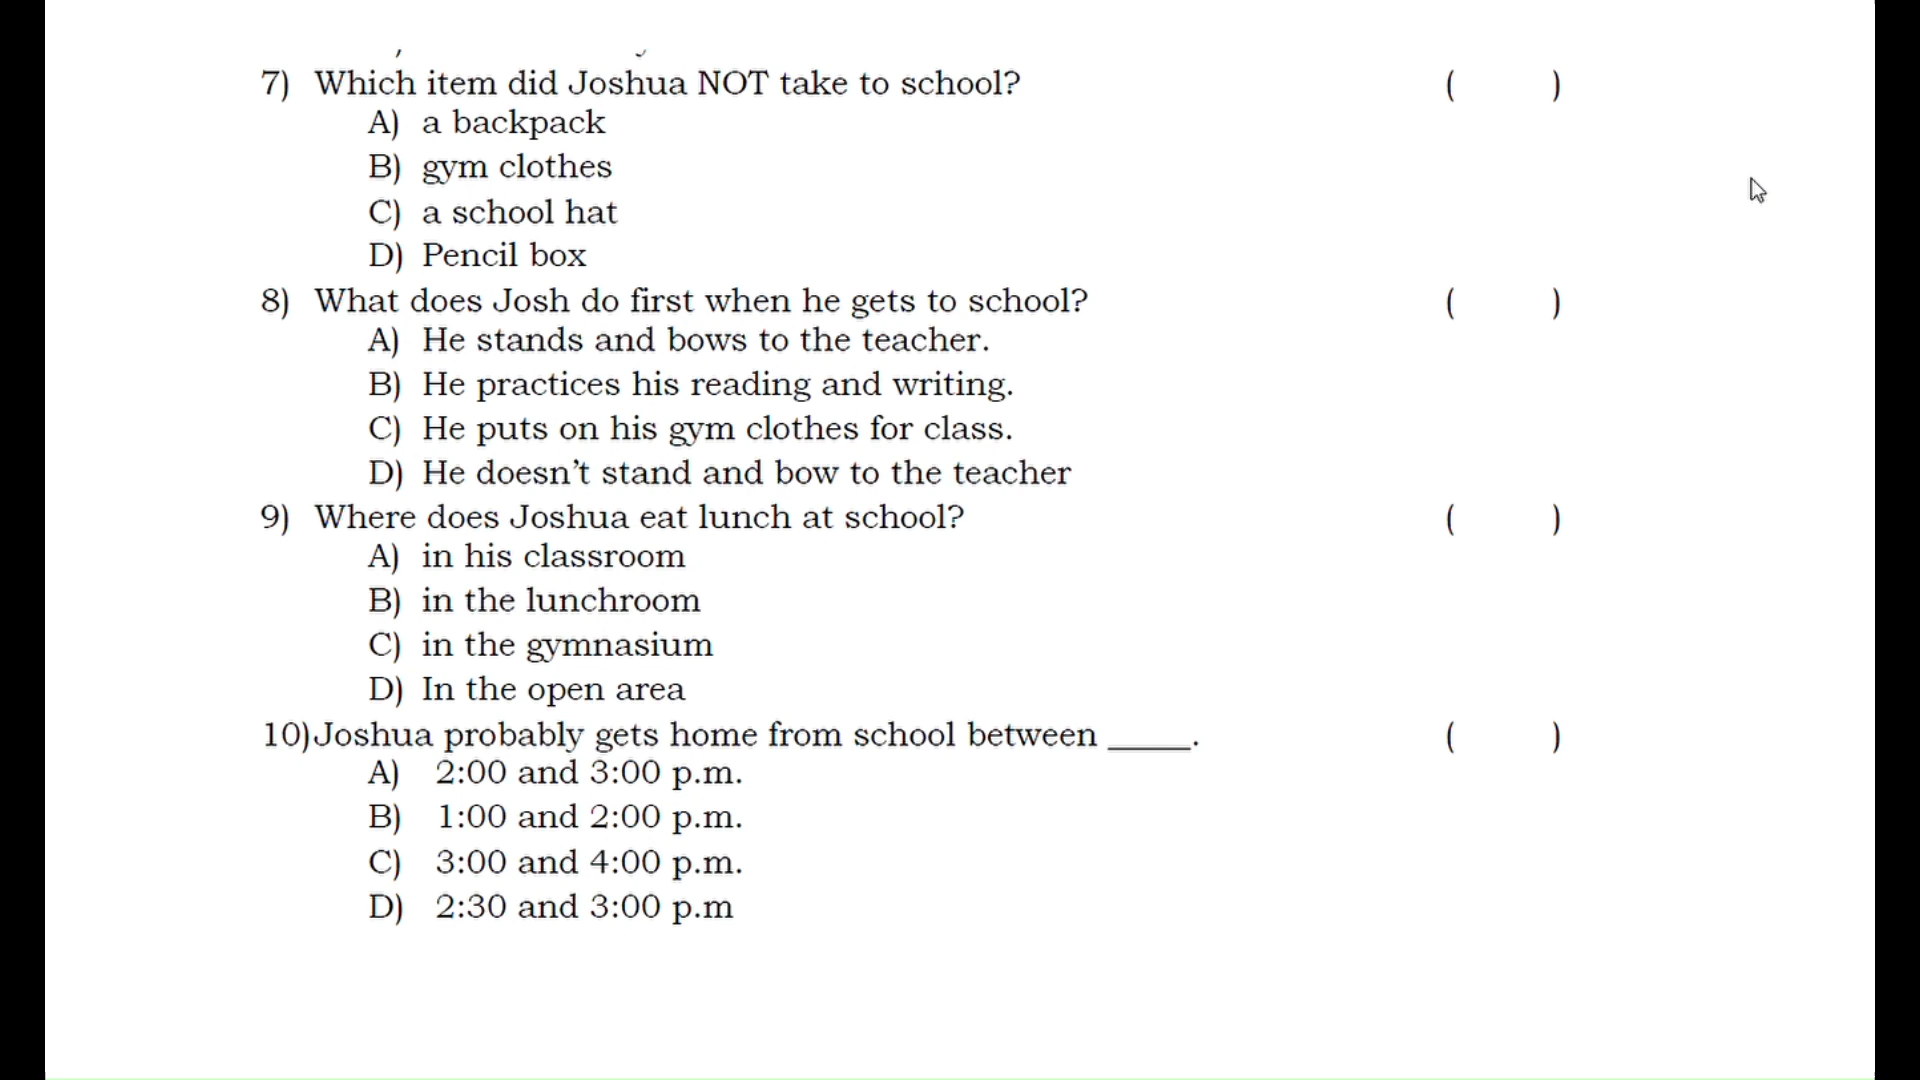 7) Which item did Joshua NOT take to school? ( )
A) a backpack
B) gym clothes
C) a school hat
D) Pencil box
8) What does Josh do first when he gets to school? ( )
A) He stands and bows to the teacher.
B) He practices his reading and writing.
C) He puts on his gym clothes for class.
D) He doesn’t stand and bow to the teacher
9) Where does Joshua eat lunch at school? ( )
A) in his classroom
B) in the lunchroom
C) in the gymnasium
D) In the open area
10)Joshua probably gets home from school between _____. ( )
A) 2:00 and 3:00 p.m.
B) 1:00 and 2:00 p.m.
C) 3:00 and 4:00 p.m.
D) 2:30 and 3:00 p.m